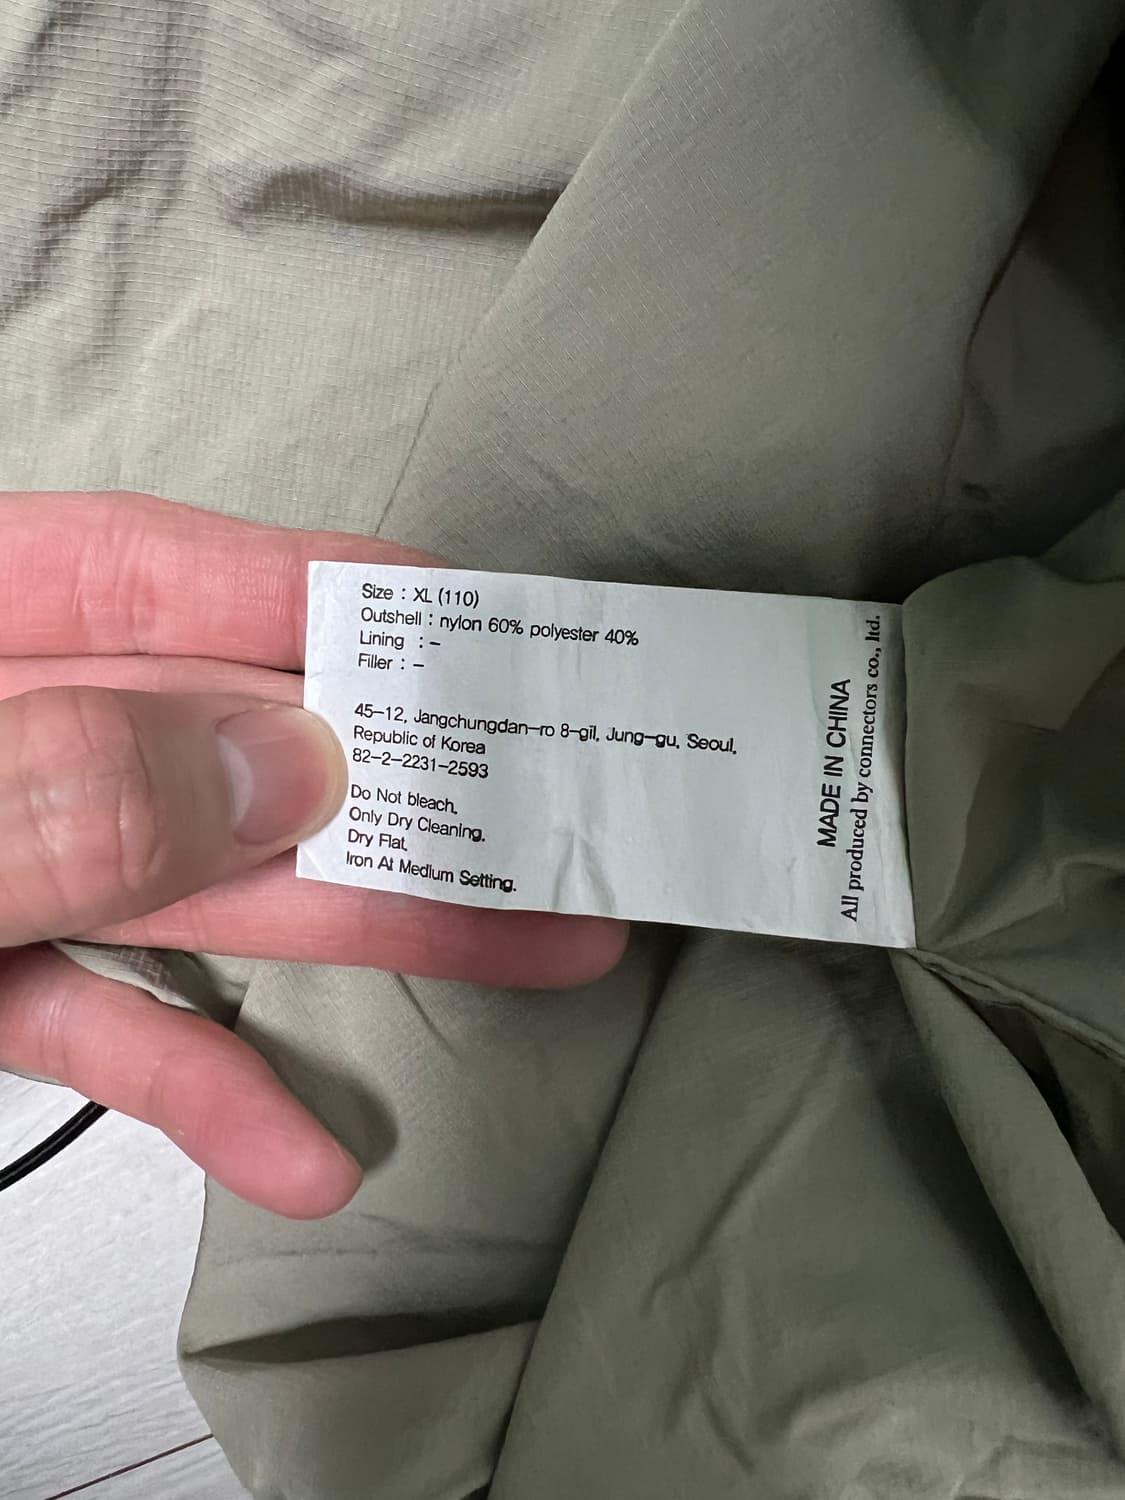 Size : XL (110)
Outshell : nylon 60% polyester 40%
Lining : –
Filler : –
45–12, Jangchungdan–ro 8–gil, Jung–gu, Seoul,
Republic of Korea
82–2–2231–2593
Do Not bleach,
Only Dry Cleaning.
Dry Flat,
Iron At Medium Setting.
MADE IN CHINA
All produced by connectors co., ltd.